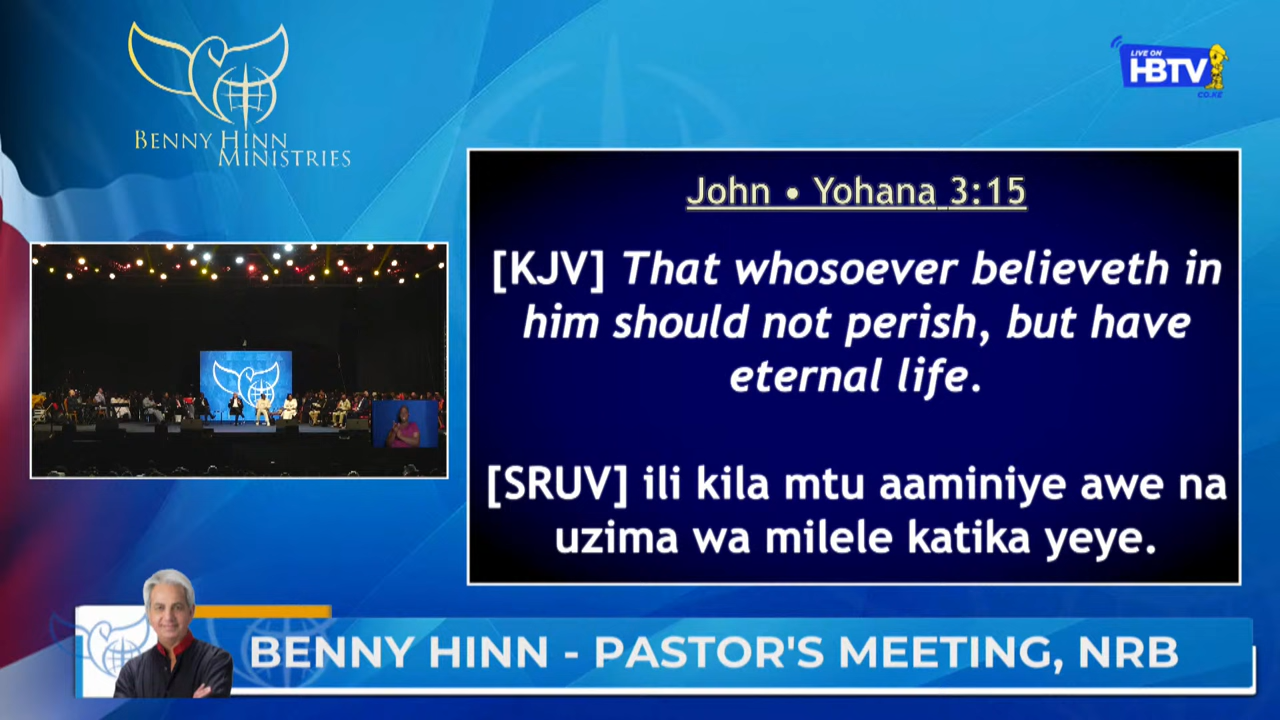 BENNY HINN
MINISTRIES
LIVE ON
HBTV
CO.KE
John • Yohana 3:15
[KJV] That whosoever believeth in
him should not perish, but have
eternal life.
[SRUV] ili kila mtu aaminiye awe na
uzima wa milele katika yeye.
BENNY HINN - PASTOR'S MEETING, NRB